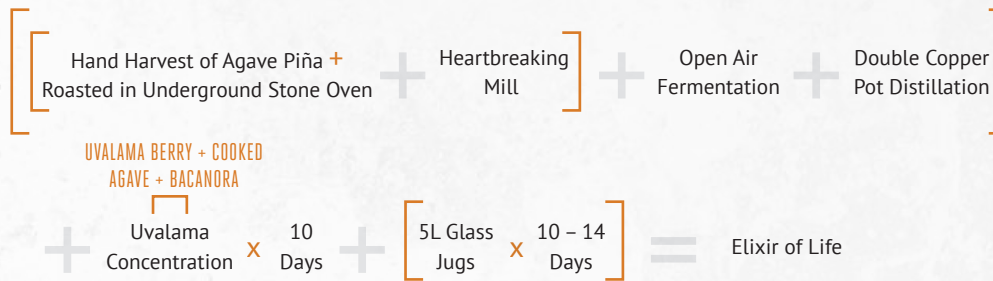 Hand Harvest of Agave Piña +
Roasted in Underground Stone Oven
+
Heartbreaking
Mill
+
Open Air
Fermentation
+
Double Copper
Pot Distillation
UVALAMA BERRY + COOKED
AGAVE + BACANORA
+
Uvalama
Concentration
x
10
Days
+
5L Glass
Jugs
x
10 – 14
Days
=
Elixir of Life